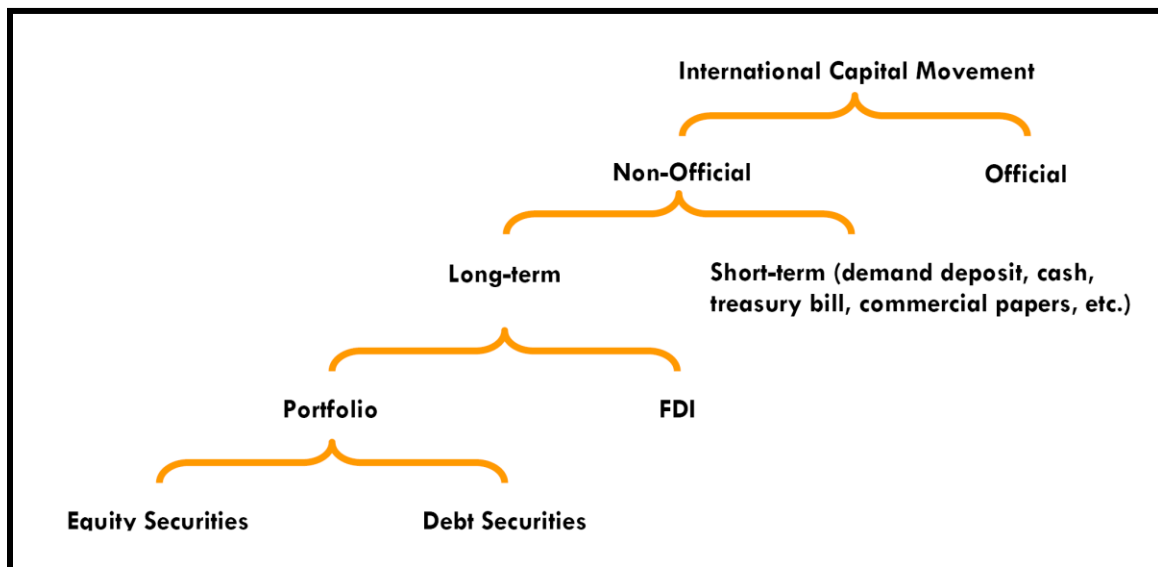 International Capital Movement
Non-Official
Official
Long-term
Short-term (demand deposit, cash,
treasury bill, commercial papers, etc.)
Portfolio
FDI
Equity Securities
Debt Securities